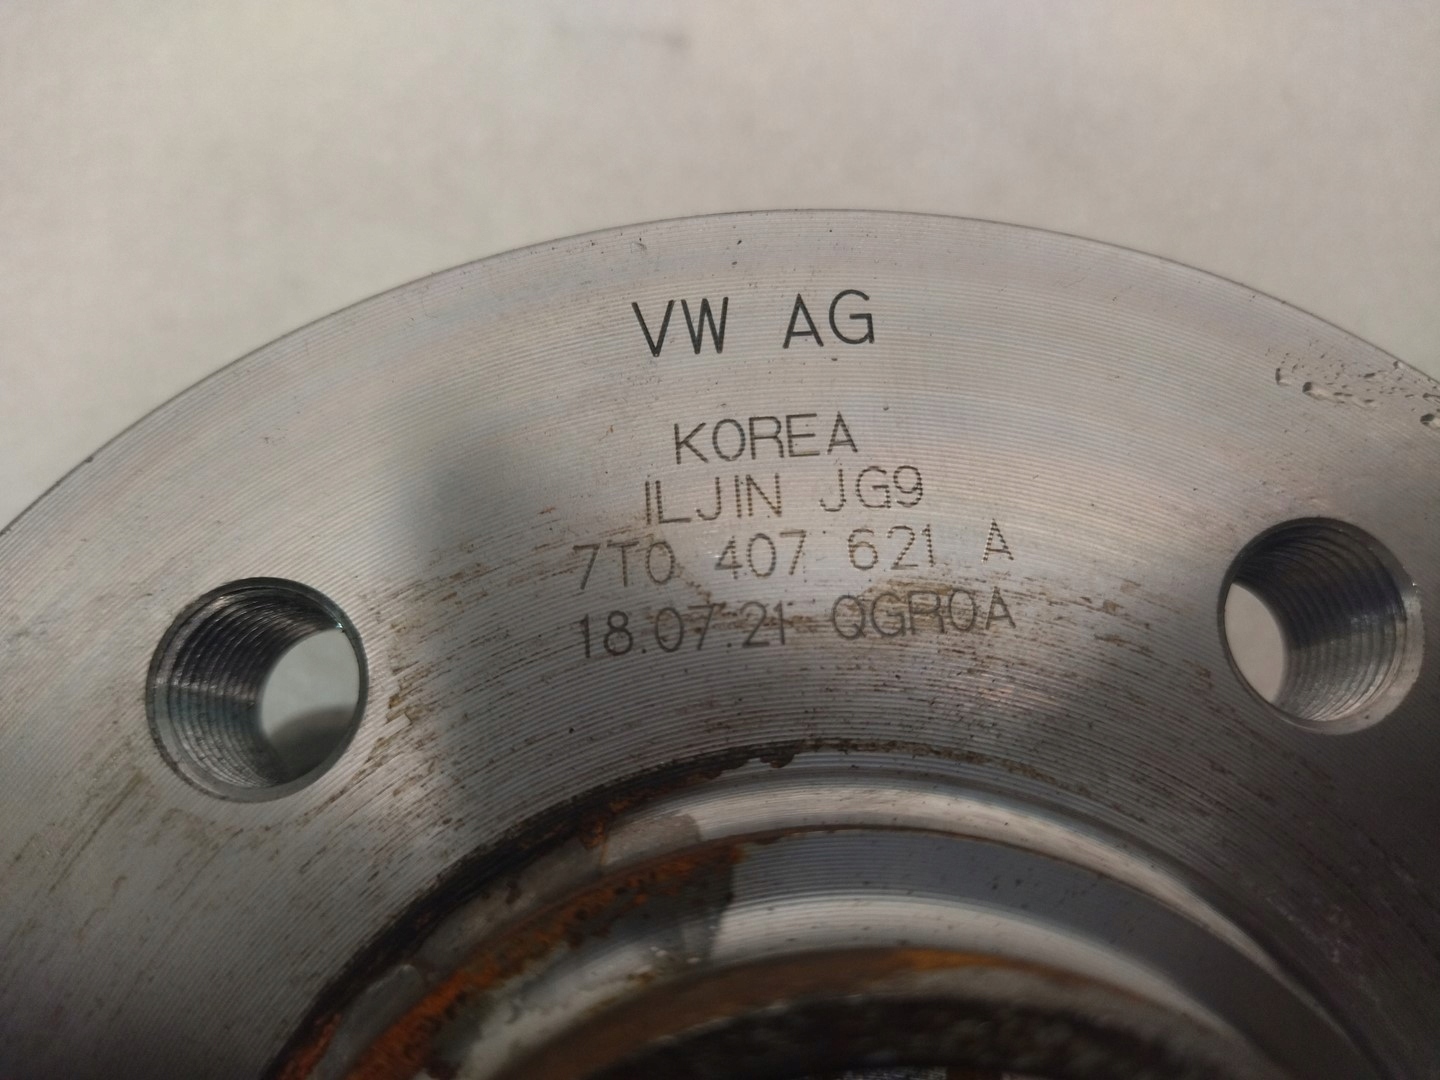 VW AG
KOREA
ILJIN JG9
7T0 407 621 A
18.07.21 QGR0A